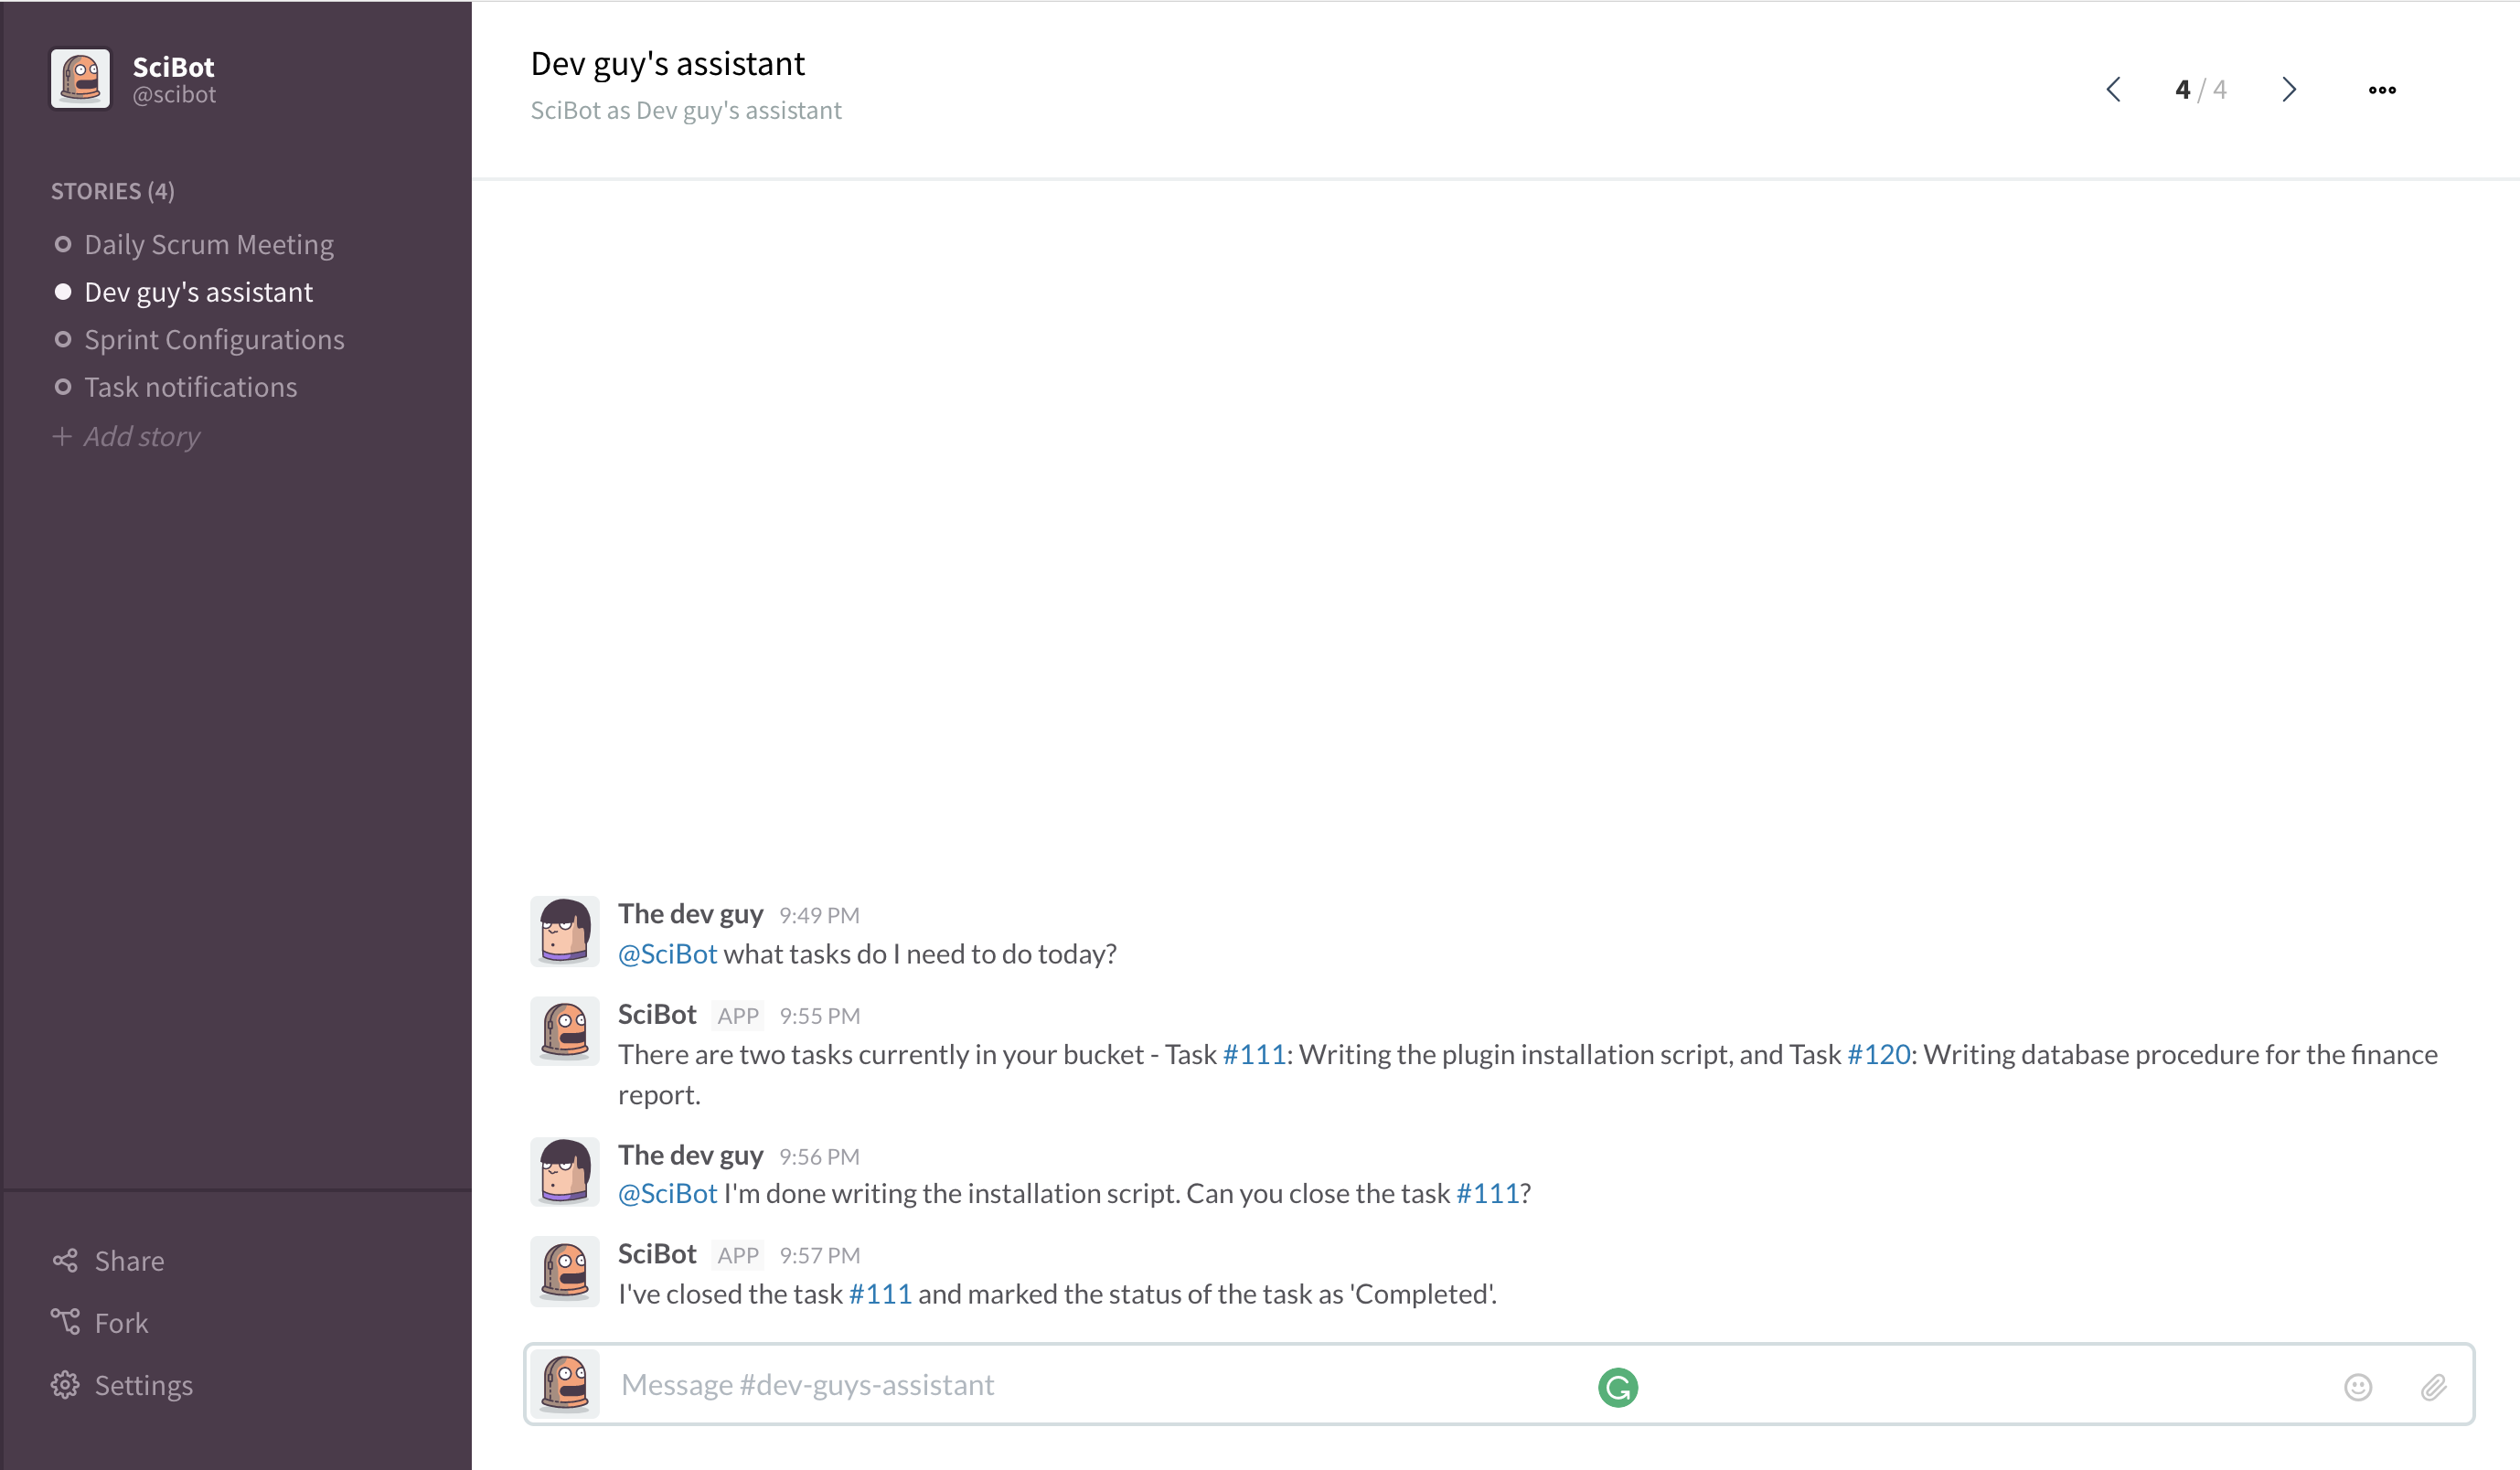 SciBot
@scibot
STORIES (4)
Daily Scrum Meeting
Dev guy's assistant
Sprint Configurations
Task notifications
+ Add story
Share
Fork
Settings
Dev guy's assistant
SciBot as Dev guy's assistant
4 / 4
The dev guy 9:49 PM
@SciBot what tasks do I need to do today?
SciBot APP 9:55 PM
There are two tasks currently in your bucket - Task #111: Writing the plugin installation script, and Task #120: Writing database procedure for the finance
report.
The dev guy 9:56 PM
@SciBot I'm done writing the installation script. Can you close the task #111?
SciBot APP 9:57 PM
I've closed the task #111 and marked the status of the task as 'Completed'.
Message #dev-guys-assistant